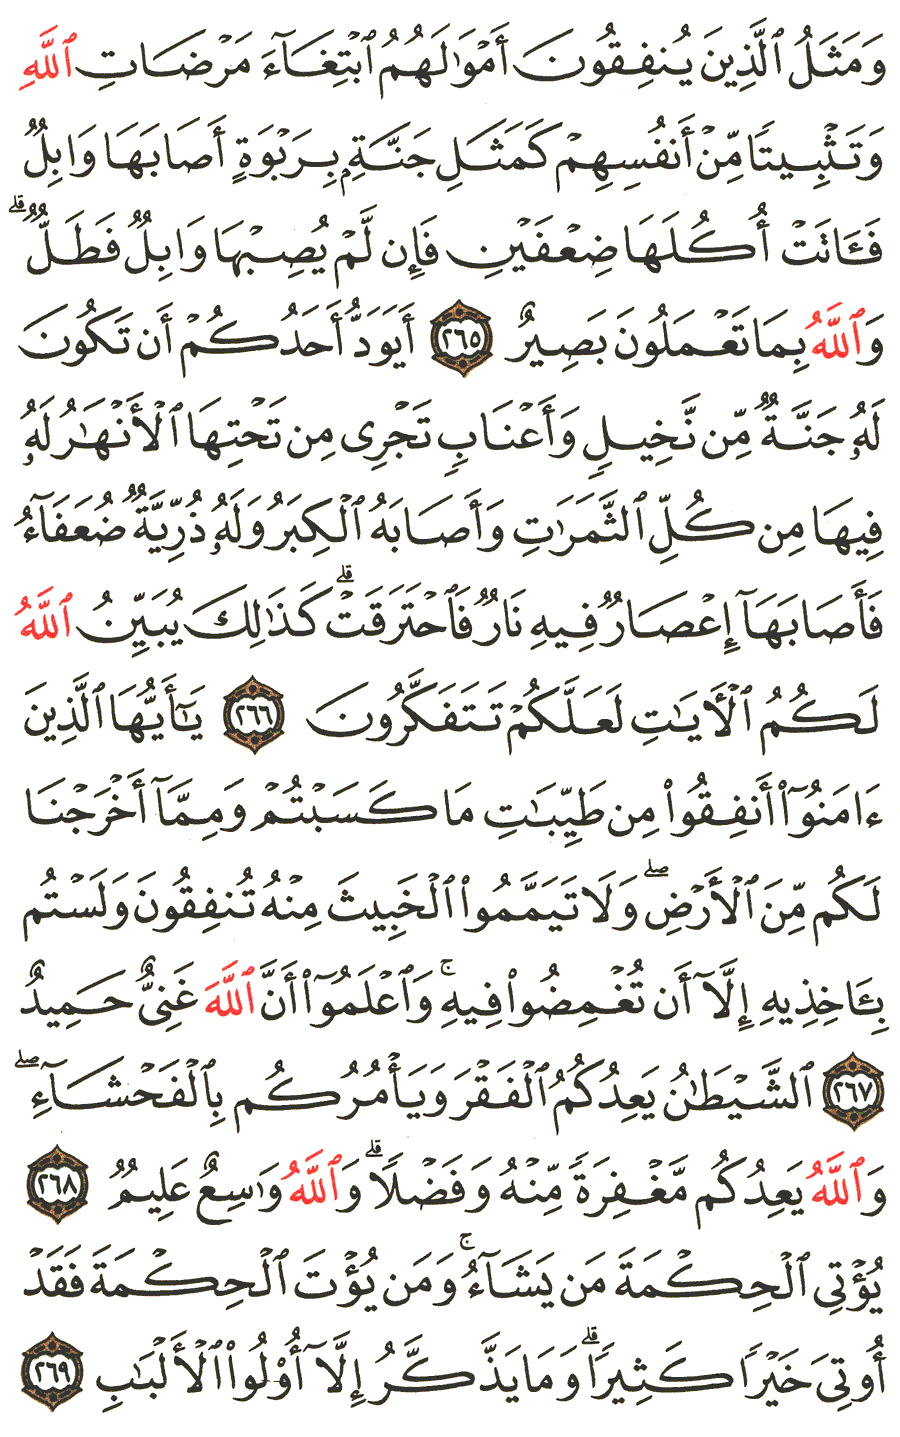 وَمَثَلُ ٱلَّذِينَ يُنفِقُونَ أَمْوَٰلَهُمُ ٱبْتِغَآءَ مَرْضَاتِ ٱللَّهِ
وَتَثْبِيتًا مِّنْ أَنفُسِهِمْ كَمَثَلِ جَنَّةٍۭ بِرَبْوَةٍ أَصَابَهَا وَابِلٌ
فَـَٔاتَتْ أُكُلَهَا ضِعْفَيْنِ فَإِن لَّمْ يُصِبْهَا وَابِلٌ فَطَلٌّ ۗ
وَٱللَّهُ بِمَا تَعْمَلُونَ بَصِيرٌ ٢٦٥ أَيَوَدُّ أَحَدُكُمْ أَن تَكُونَ
لَهُۥ جَنَّةٌ مِّن نَّخِيلٍ وَأَعْنَابٍ تَجْرِى مِن تَحْتِهَا ٱلْأَنْهَٰرُ لَهُۥ
فِيهَا مِن كُلِّ ٱلثَّمَرَٰتِ وَأَصَابَهُ ٱلْكِبَرُ وَلَهُۥ ذُرِّيَّةٌ ضُعَفَآءُ
فَأَصَابَهَآ إِعْصَارٌ فِيهِ نَارٌ فَٱحْتَرَقَتْ ۗ كَذَٰلِكَ يُبَيِّنُ ٱللَّهُ
لَكُمُ ٱلْـَٔايَٰتِ لَعَلَّكُمْ تَتَفَكَّرُونَ ٢٦٦ يَٰٓأَيُّهَا ٱلَّذِينَ
ءَامَنُوٓا۟ أَنفِقُوا۟ مِن طَيِّبَٰتِ مَا كَسَبْتُمْ وَمِمَّآ أَخْرَجْنَا
لَكُم مِّنَ ٱلْأَرْضِ ۖ وَلَا تَيَمَّمُوا۟ ٱلْخَبِيثَ مِنْهُ تُنفِقُونَ وَلَسْتُم
بِـَٔاخِذِيهِ إِلَّآ أَن تُغْمِضُوا۟ فِيهِ ۚ وَٱعْلَمُوٓا۟ أَنَّ ٱللَّهَ غَنِىٌّ حَمِيدٌ
٢٦٧ ٱلشَّيْطَٰنُ يَعِدُكُمُ ٱلْفَقْرَ وَيَأْمُرُكُم بِٱلْفَحْشَآءِ ۖ
وَٱللَّهُ يَعِدُكُم مَّغْفِرَةً مِّنْهُ وَفَضْلًا ۗ وَٱللَّهُ وَٰسِعٌ عَلِيمٌ ٢٦٨
يُؤْتِى ٱلْحِكْمَةَ مَن يَشَآءُ ۚ وَمَن يُؤْتَ ٱلْحِكْمَةَ فَقَدْ
أُوتِىَ خَيْرًا كَثِيرًا ۗ وَمَا يَذَّكَّرُ إِلَّآ أُو۟لُوا۟ ٱلْأَلْبَٰبِ ٢٦٩